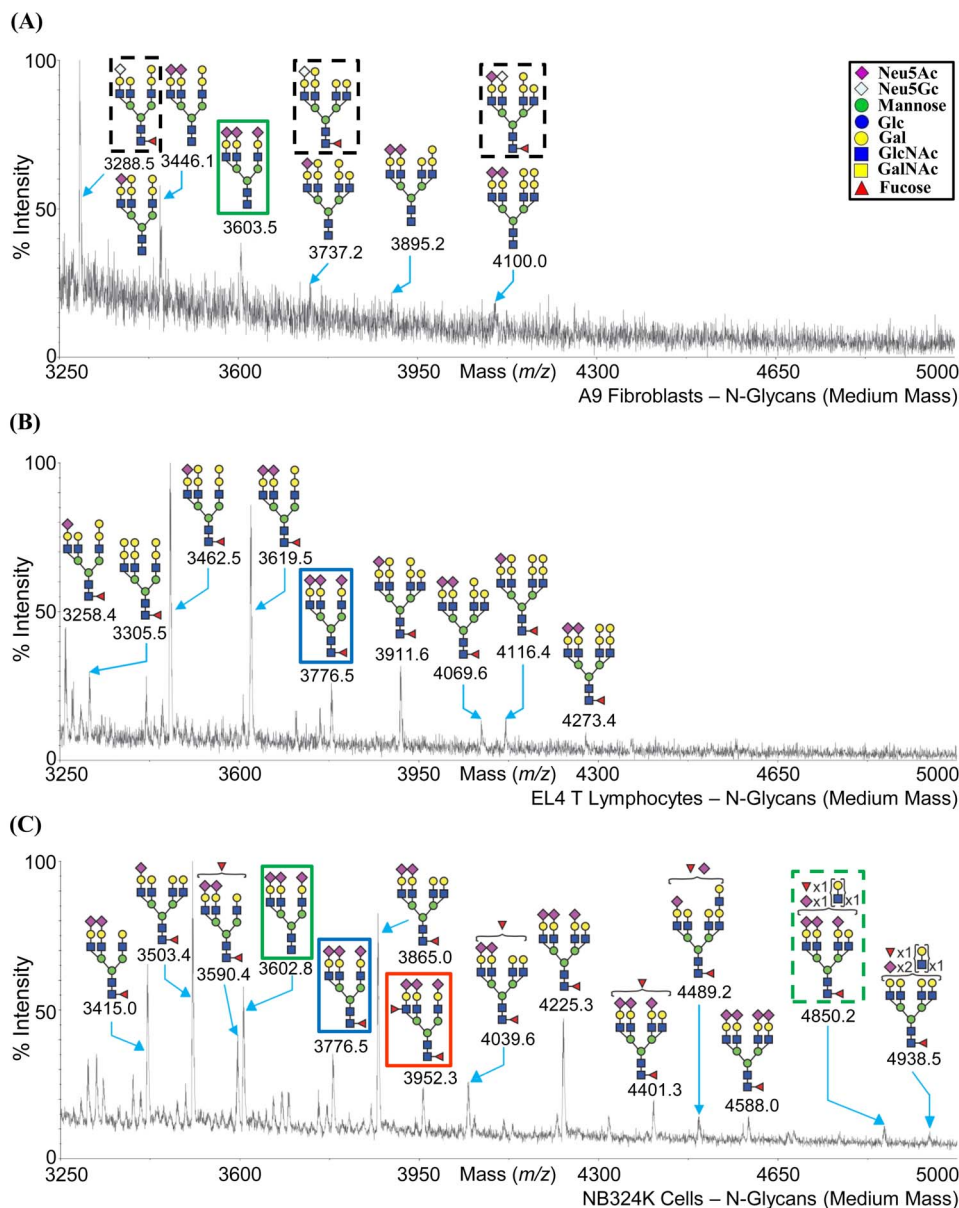 (A)
100
50
0
% Intensity
3288.5
3446.1
3603.5
3737.2
3895.2
4100.0
Neu5Ac
Neu5Gc
Mannose
Glc
Gal
GlcNAc
GalNAc
Fucose
3250 3600 3950 Mass (m/z) 4300 4650 5000
A9 Fibroblasts – N-Glycans (Medium Mass)
(B)
100
50
0
% Intensity
3258.4
3305.5
3462.5
3619.5
3776.5
3911.6
4069.6
4116.4
4273.4
3250 3600 3950 Mass (m/z) 4300 4650 5000
EL4 T Lymphocytes – N-Glycans (Medium Mass)
(C)
100
50
0
% Intensity
3415.0
3503.4
3590.4
3602.8
3776.5
3865.0
3952.3
4039.6
4225.3
4401.3
4489.2
4588.0
x1
x1 x1
4850.2
x1
x2 x1
4938.5
3250 3600 3950 Mass (m/z) 4300 4650 5000
NB324K Cells – N-Glycans (Medium Mass)